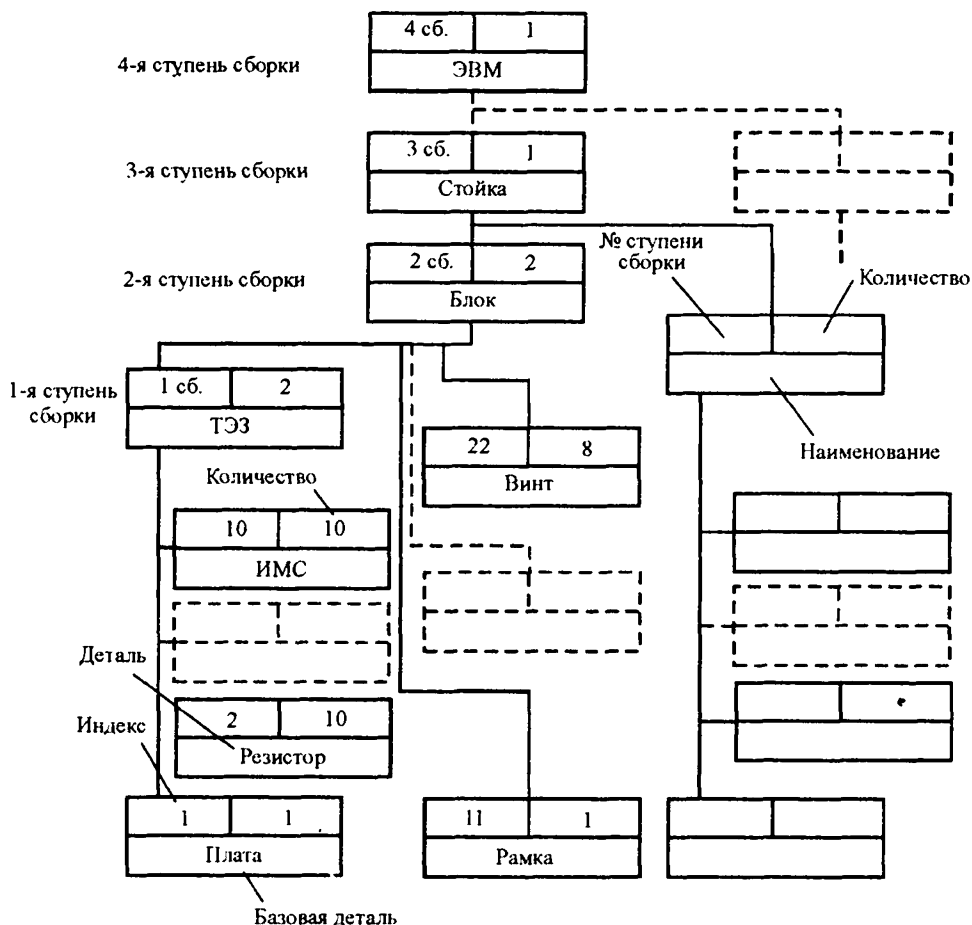 4 сб. 1
4-я ступень сборки
ЭВМ
3 сб. 1
3-я ступень сборки
Стойка
№ ступени
сборки
2 сб. 2
2-я ступень сборки
Блок
Количество
1-я ступень
сборки
1 сб. 2
ТЭЗ
22 8
Винт
Наименование
Количество
10 10
ИМС
Деталь
2 10
Резистор
Индекс
1 1
Плата
11 1
Рамка
Базовая деталь